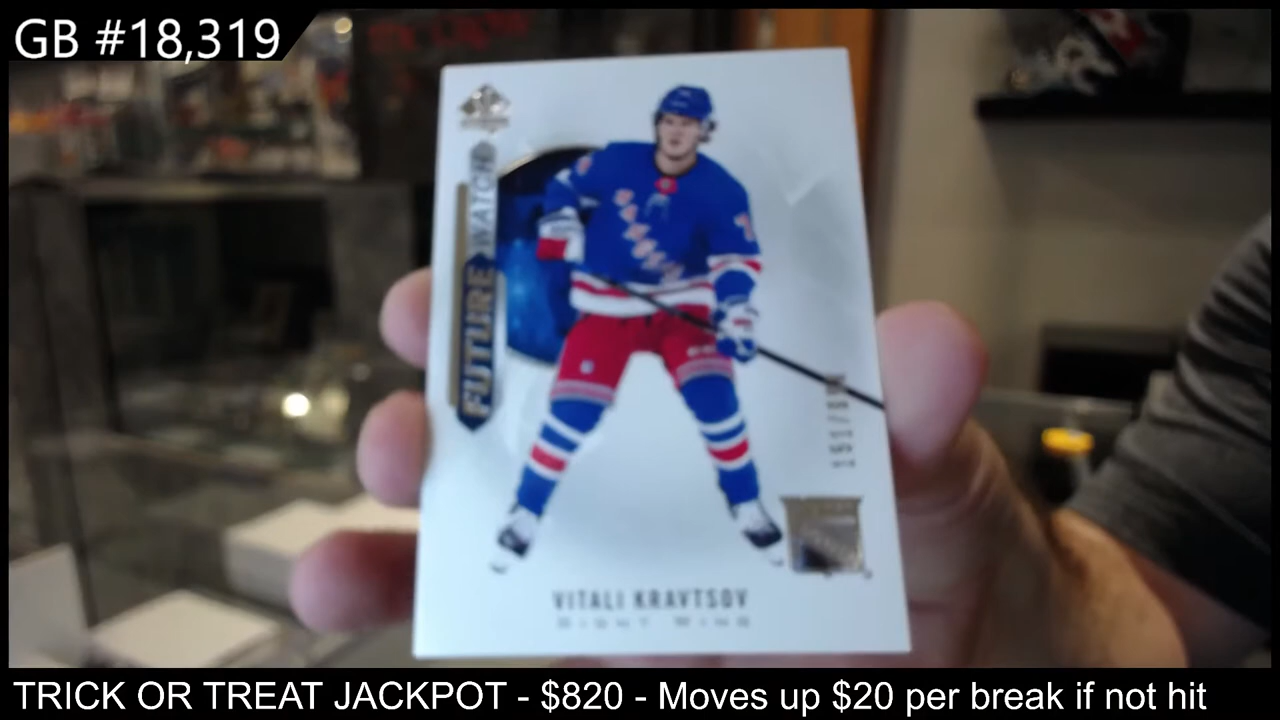 GB #18,319
FUTURE WATCH
VITALI KRAVTSOV
RIGHT WING
TRICK OR TREAT JACKPOT - $820 - Moves up $20 per break if not hit